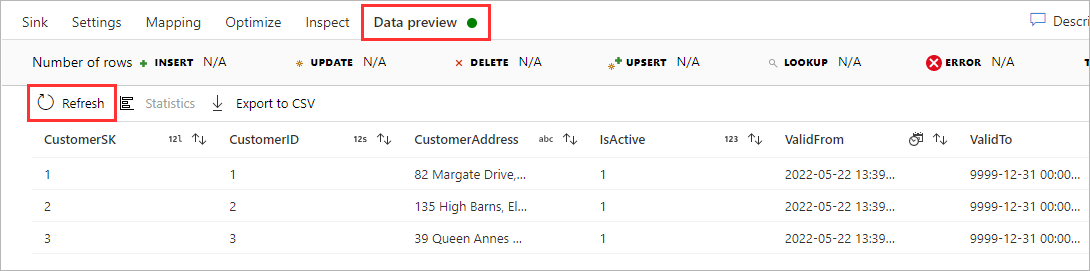 Sink Settings Mapping Optimize Inspect Data preview Descri
Number of rows INSERT N/A UPDATE N/A DELETE N/A UPSERT N/A LOOKUP N/A ERROR N/A T
Refresh Statistics Export to CSV
CustomerSK 12l CustomerID 12s CustomerAddress abc IsActive 123 ValidFrom ValidTo
1 1 82 Margate Drive,... 1 2022-05-22 13:39... 9999-12-31 00:00...
2 2 135 High Barns, El... 1 2022-05-22 13:39... 9999-12-31 00:00...
3 3 39 Queen Annes ... 1 2022-05-22 13:39... 9999-12-31 00:00...